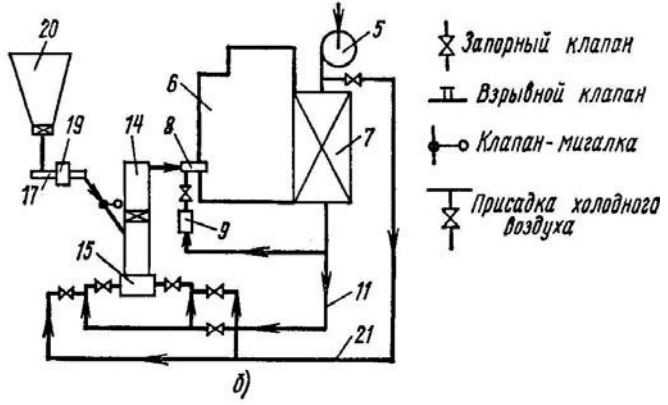 20
19
14
17
15
8
9
6
5
7
11
21
б)
Запорный клапан
Взрывной клапан
Клапан-мигалка
Присадка холодного
воздуха